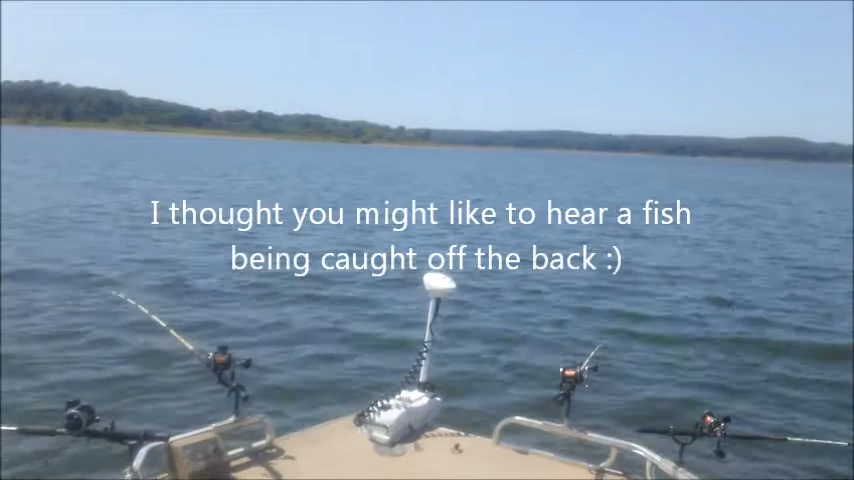 I thought you might like to hear a fish
being caught off the back :)